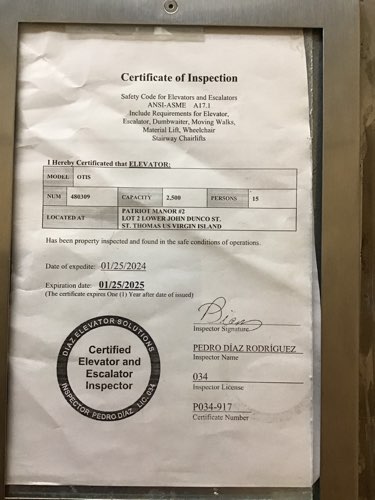 Certificate of Inspection
Safety Code for Elevators and Escalators
ANSI-ASME A17.1
Include Requirements for Elevator,
Escalator, Dumbwaiter, Moving Walks,
Material Lift, Wheelchair
Stairway Chairlifts
I Hereby Certificated that ELEVATOR:
MODEL OTIS
NUM 480309 CAPACITY 2,500 PERSONS 15
LOCATED AT PATRIOT MANOR #2
LOT 2 LOWER JOHN DUNCO ST.
ST. THOMAS US VIRGIN ISLAND
Has been property inspected and found in the safe conditions of operations.
Date of expedite: 01/25/2024
Expiration date: 01/25/2025
(The certificate expires One (1) Year after date of issued)
Inspector Signature
PEDRO DÍAZ RODRÍGUEZ
Inspector Name
034
Inspector License
P034-917
Certificate Number
DIAZ ELEVATOR SOLUTIONS
Certified
Elevator and
Escalator
Inspector
INSPECTOR PEDRO DÍAZ LIC. 034